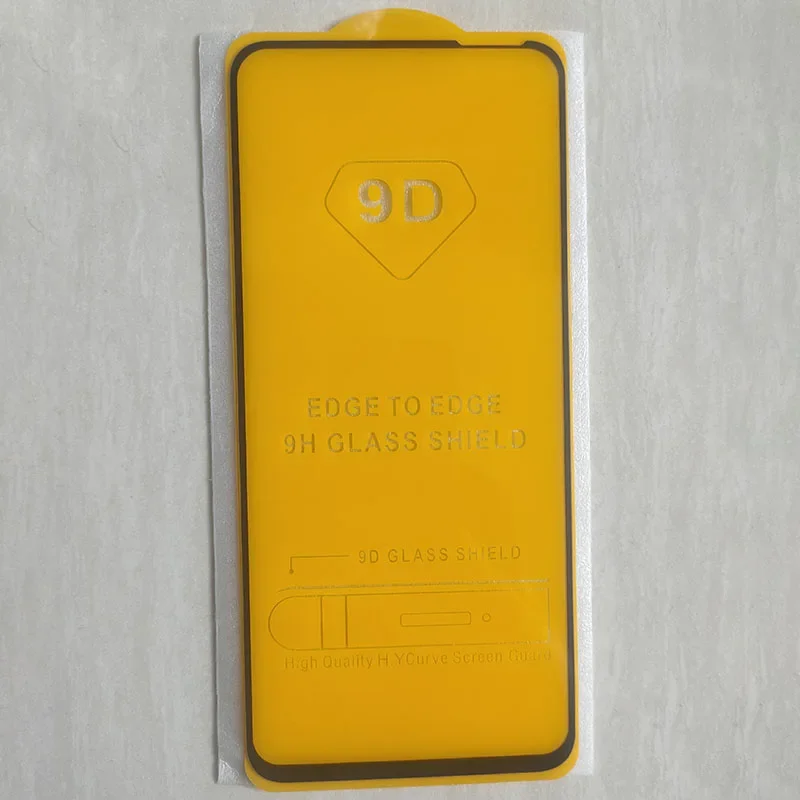 9D
EDGE TO EDGE
9H GLASS SHIELD
9D GLASS SHIELD
High Quality H YCurve Screen Guard